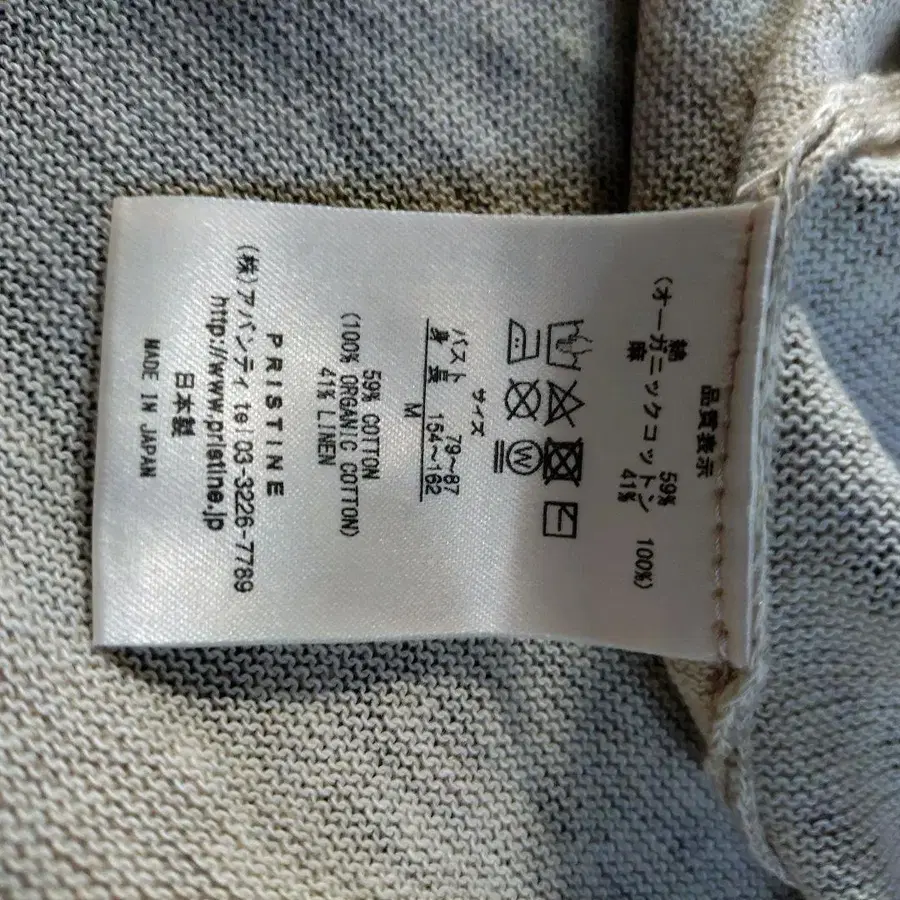 品質表示
綿 59%
(オーガニックコットン 100%)
麻 41%
W
サイズ
バスト 79~87
身長 154~162
M
59% COTTON
(100% ORGANIC COTTON)
41% LINEN
PRISTINE
(株)アバンティ te 03-3226-7789
http://www.pristine.jp
日本製
MADE IN JAPAN